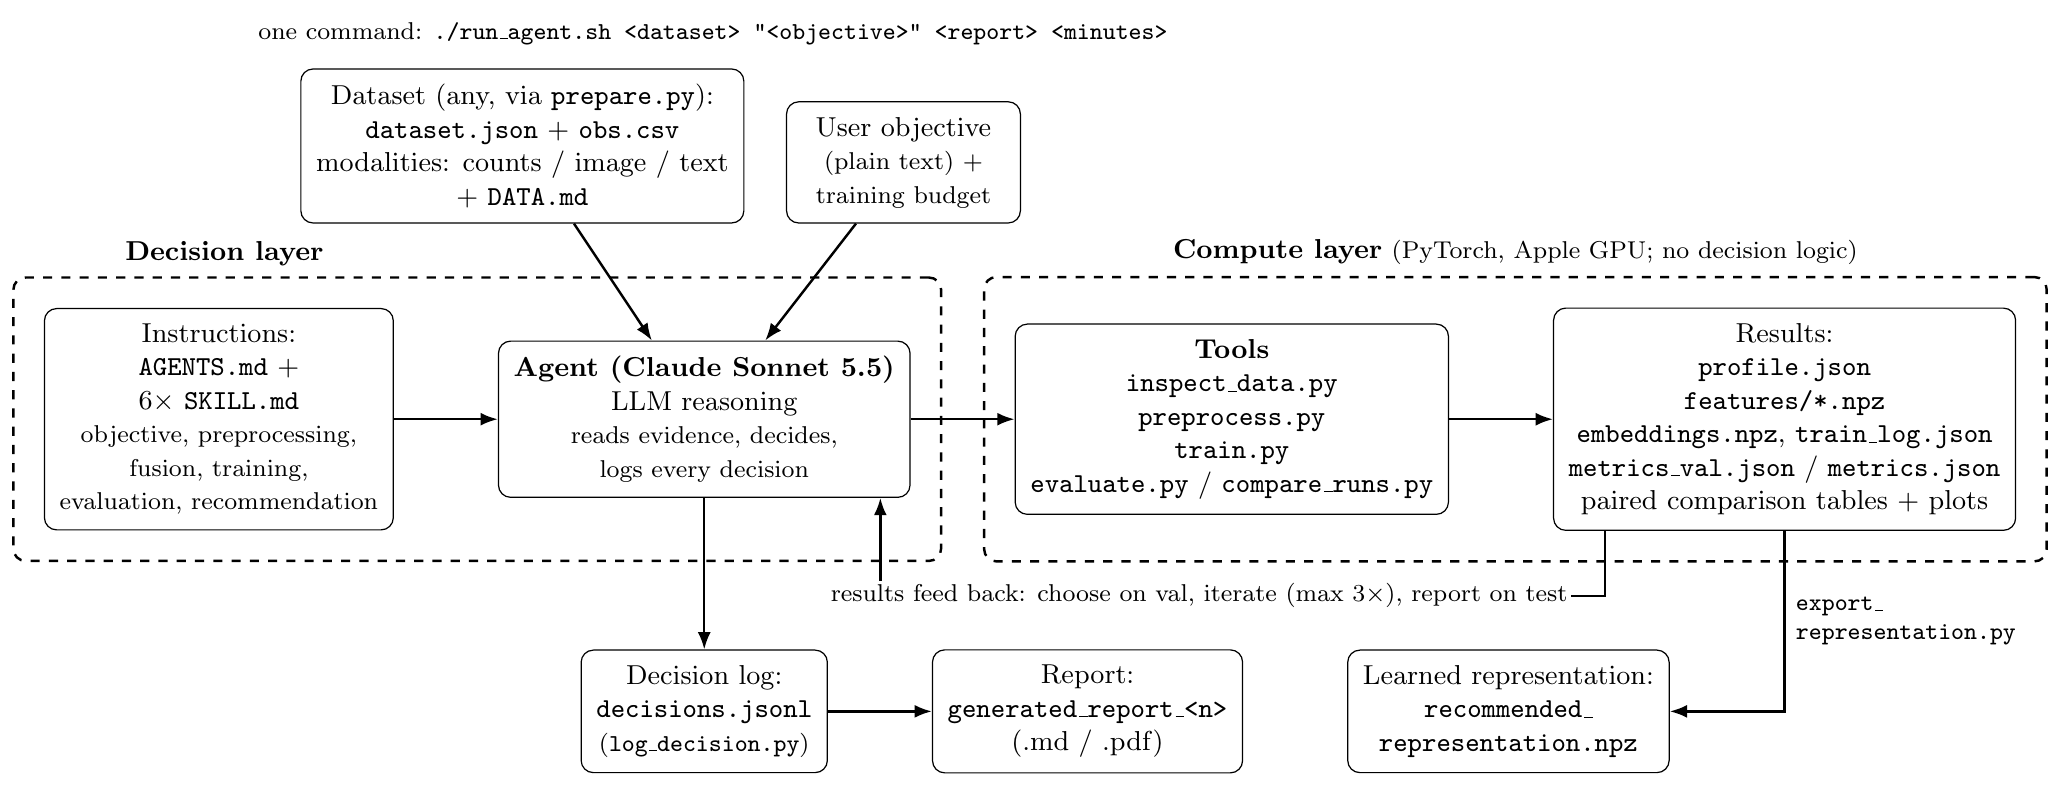 one command: ./run_agent.sh <dataset> "<objective>" <report> <minutes>
Dataset (any, via prepare.py):
dataset.json + obs.csv
modalities: counts / image / text
+ DATA.md
User objective
(plain text) +
training budget
Decision layer
Compute layer (PyTorch, Apple GPU; no decision logic)
Instructions:
AGENTS.md +
6× SKILL.md
objective, preprocessing,
fusion, training,
evaluation, recommendation
Agent (Claude Sonnet 5.5)
LLM reasoning
reads evidence, decides,
logs every decision
Tools
inspect_data.py
preprocess.py
train.py
evaluate.py / compare_runs.py
Results:
profile.json
features/*.npz
embeddings.npz, train_log.json
metrics_val.json / metrics.json
paired comparison tables + plots
results feed back: choose on val, iterate (max 3×), report on test
export_
representation.py
Decision log:
decisions.jsonl
(log_decision.py)
Report:
generated_report_<n>
(.md / .pdf)
Learned representation:
recommended_
representation.npz